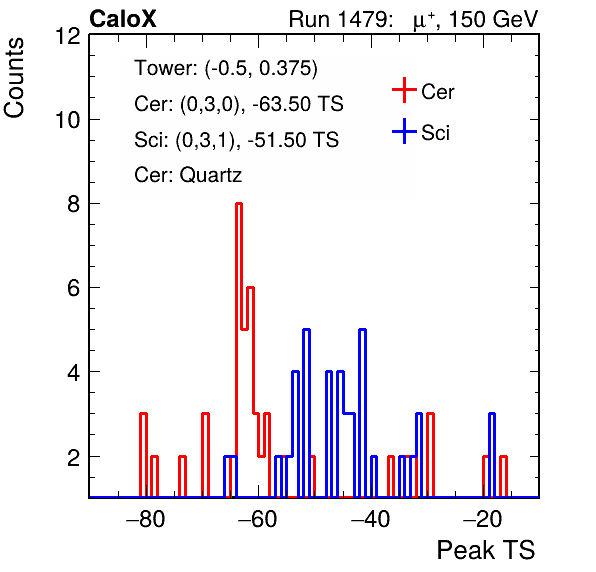 CaloX Run 1479: μ⁺, 150 GeV
Counts
12
10
8
6
4
2
Tower: (-0.5, 0.375)
Cer: (0,3,0), -63.50 TS
Sci: (0,3,1), -51.50 TS
Cer: Quartz
Cer
Sci
−80 −60 −40 −20
Peak TS